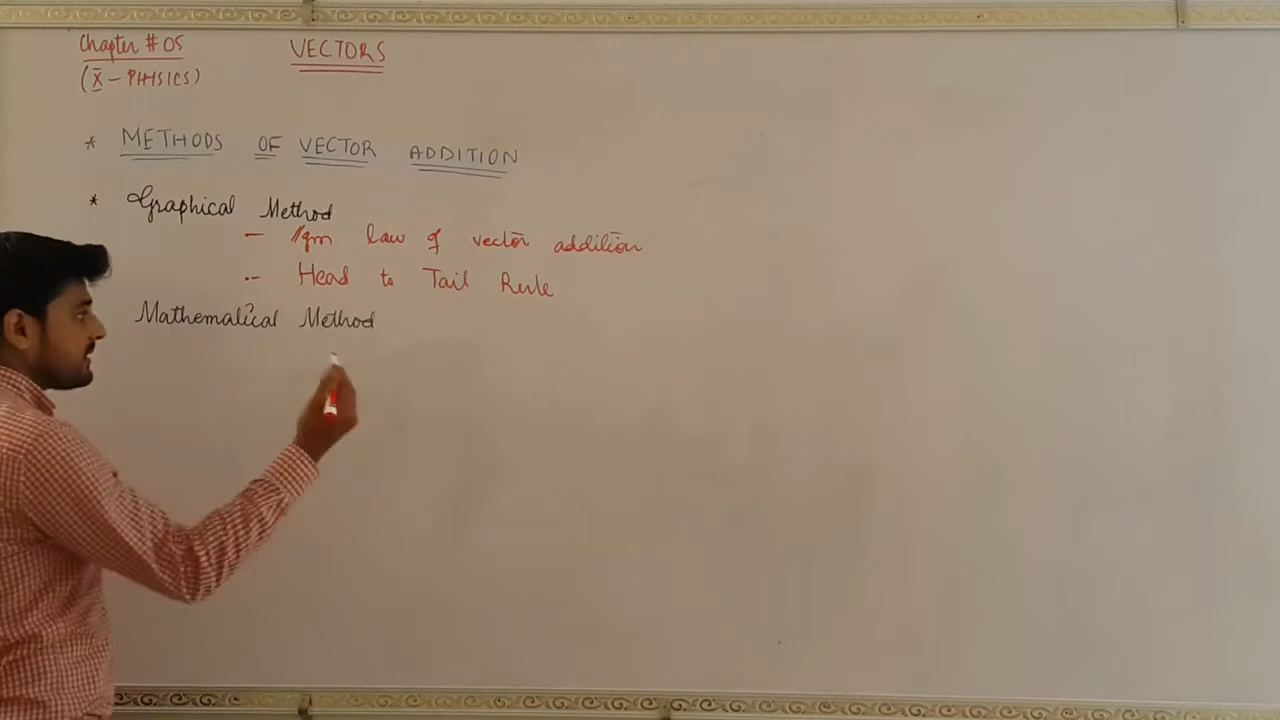 Chapter # 05 VECTORS
(X̄ - PHYSICS)
* METHODS OF VECTOR ADDITION
* Graphical Method
- //gm law of vector addition
- Head to Tail Rule
Mathematical Method